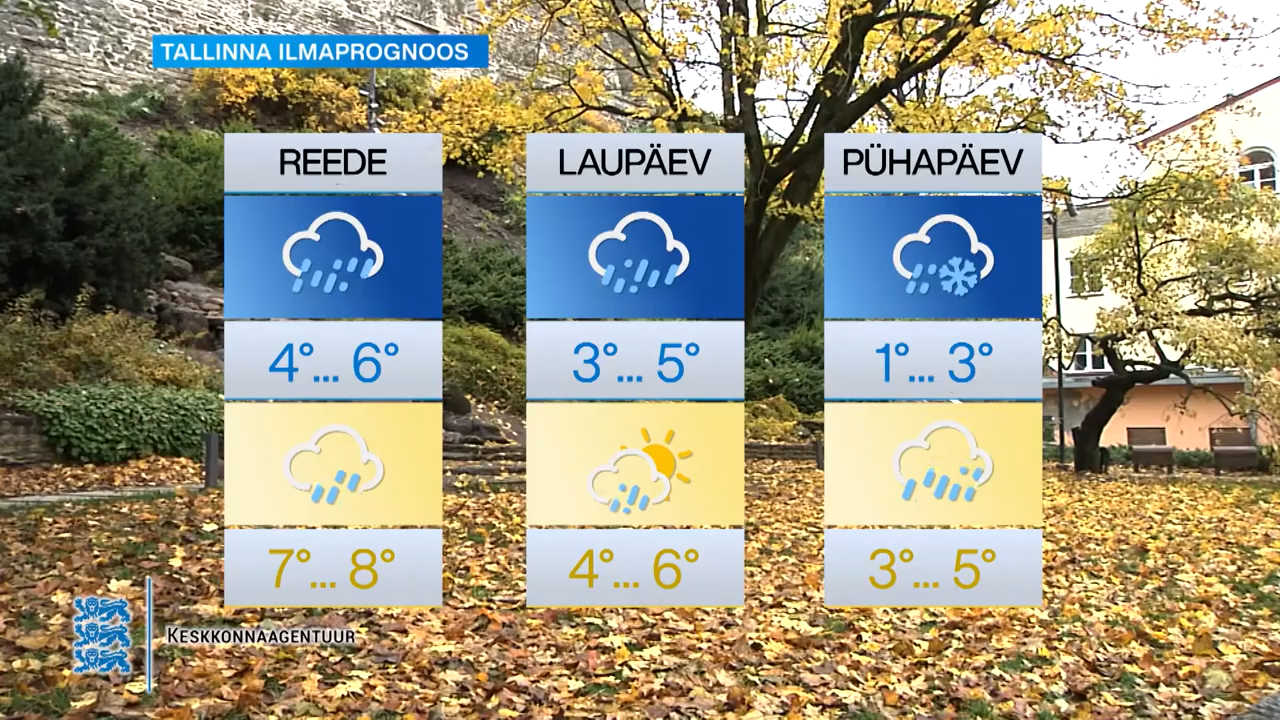 TALLINNA ILMAPROGNOOS
REEDE
4°... 6°
7°... 8°
LAUPÄEV
3°... 5°
4°... 6°
PÜHAPÄEV
1°... 3°
3°... 5°
KESKKONNAAGENTUUR